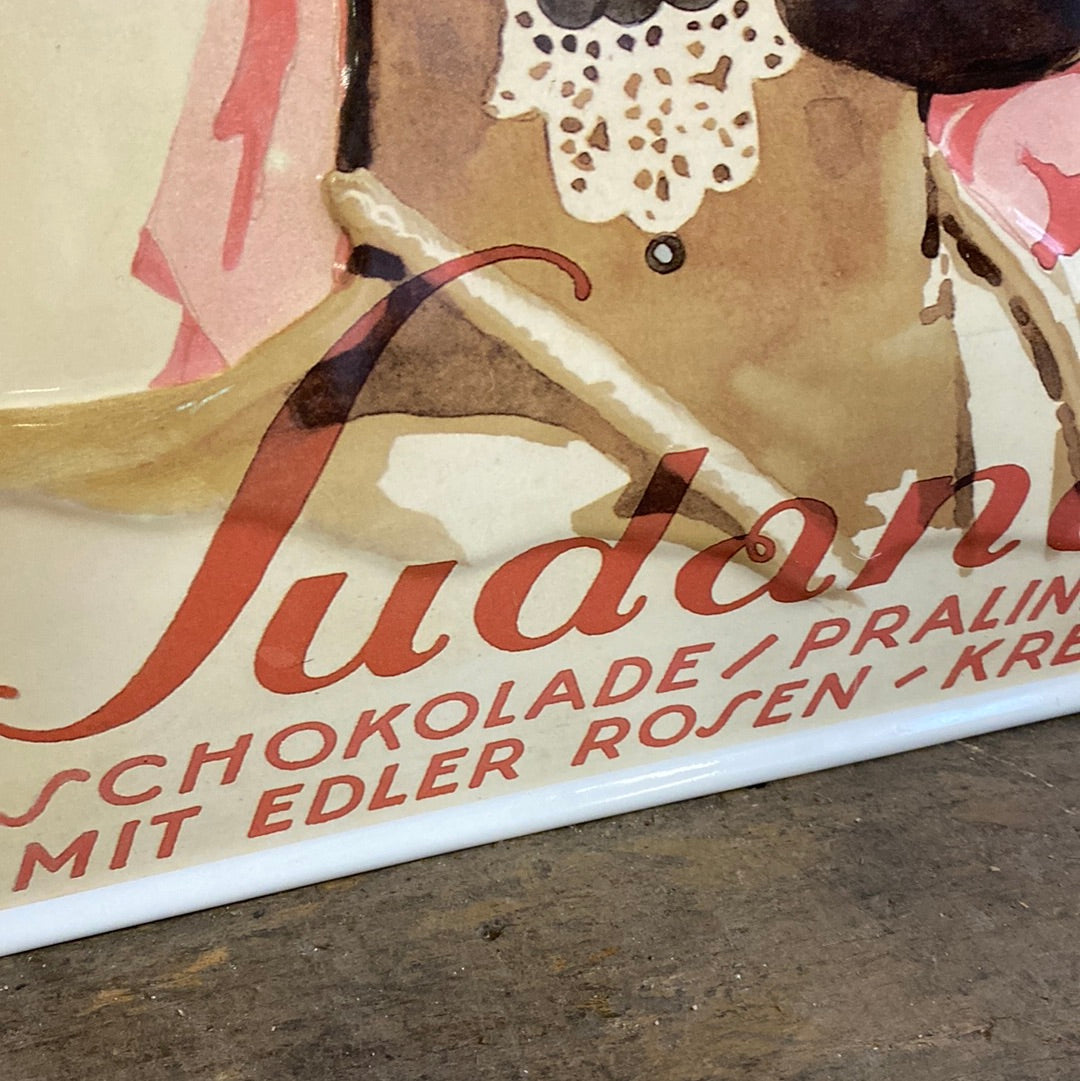 Sudan
SCHOKOLADE / PRALIN
MIT EDLER ROSEN - KRE